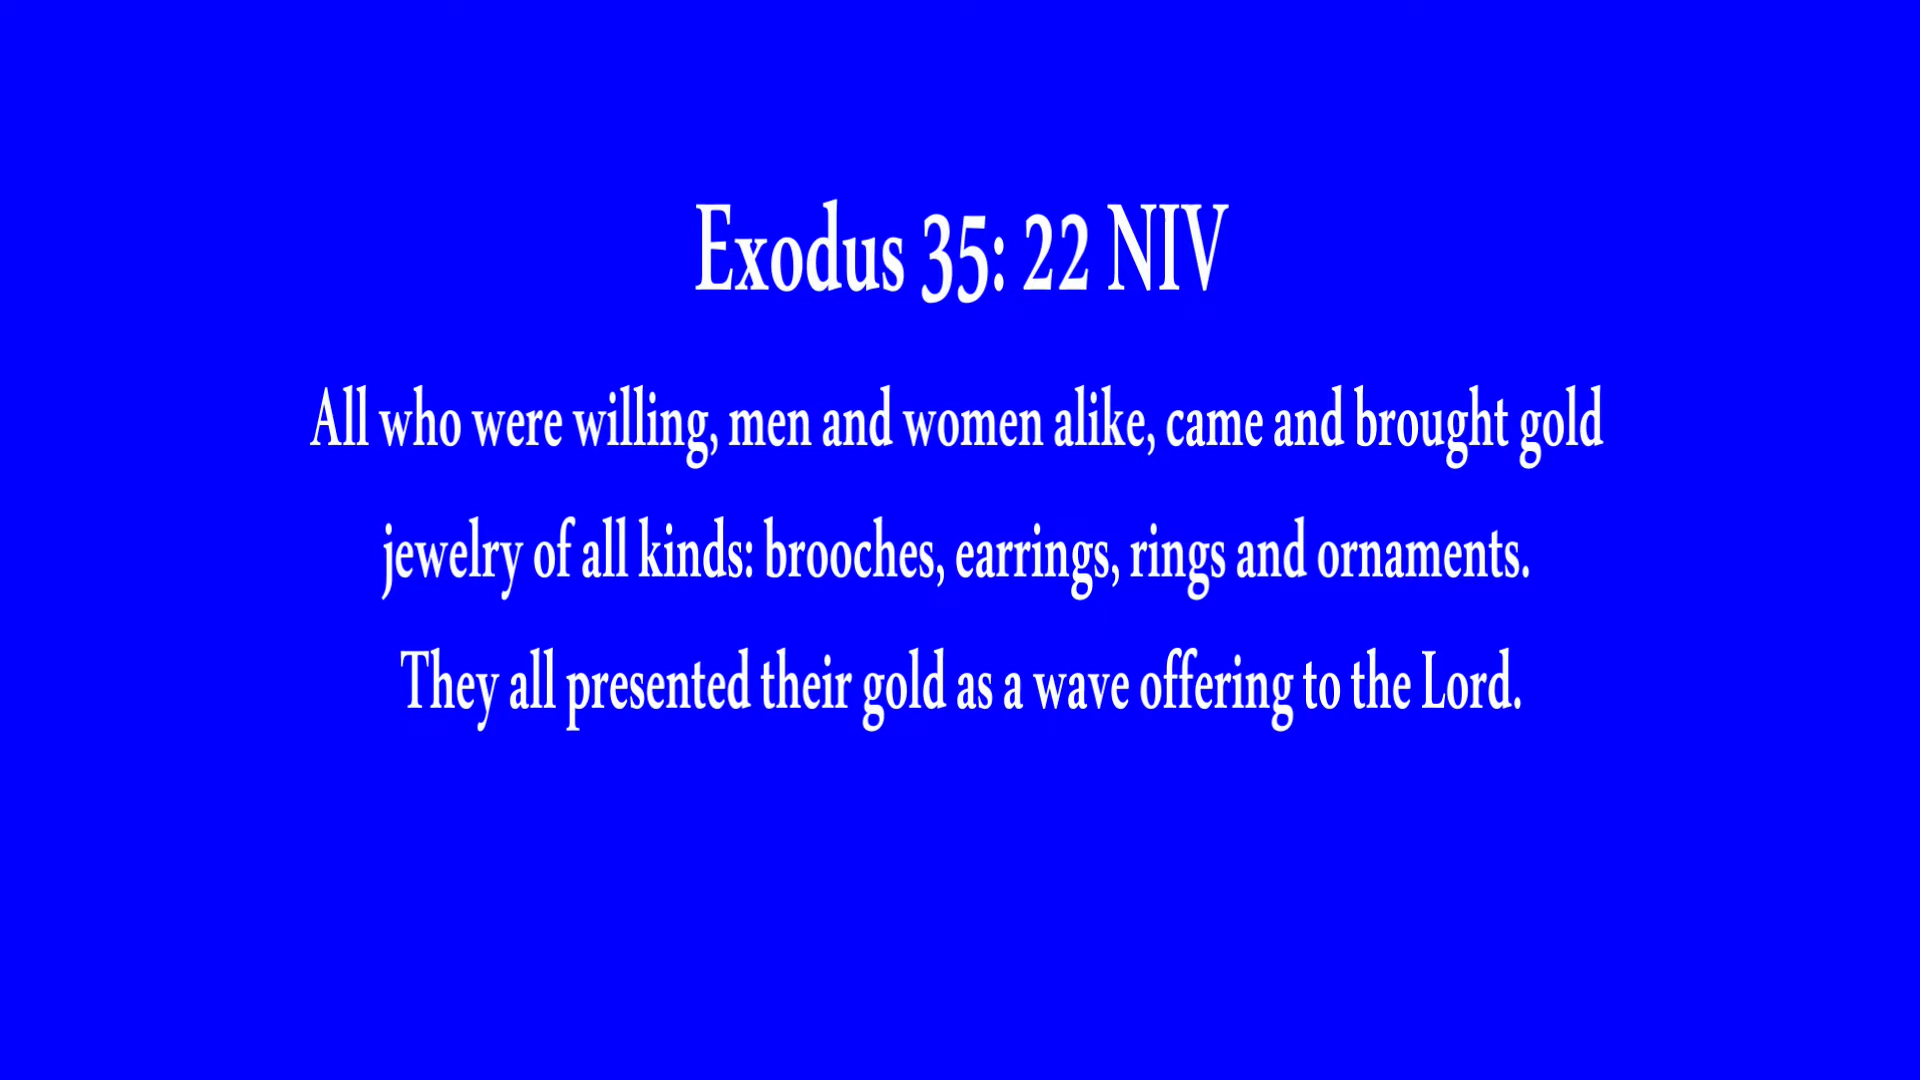 Exodus 35: 22 NIV
All who were willing, men and women alike, came and brought gold
jewelry of all kinds: brooches, earrings, rings and ornaments.
They all presented their gold as a wave offering to the Lord.